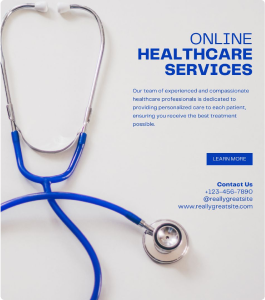 ONLINE
HEALTHCARE
SERVICES
Our team of experienced and compassionate
healthcare professionals is dedicated to
providing personalized care to each patient,
ensuring you receive the best treatment
possible.
LEARN MORE
Contact Us
+123-456-7890
@reallygreatsite
www.reallygreatsite.com